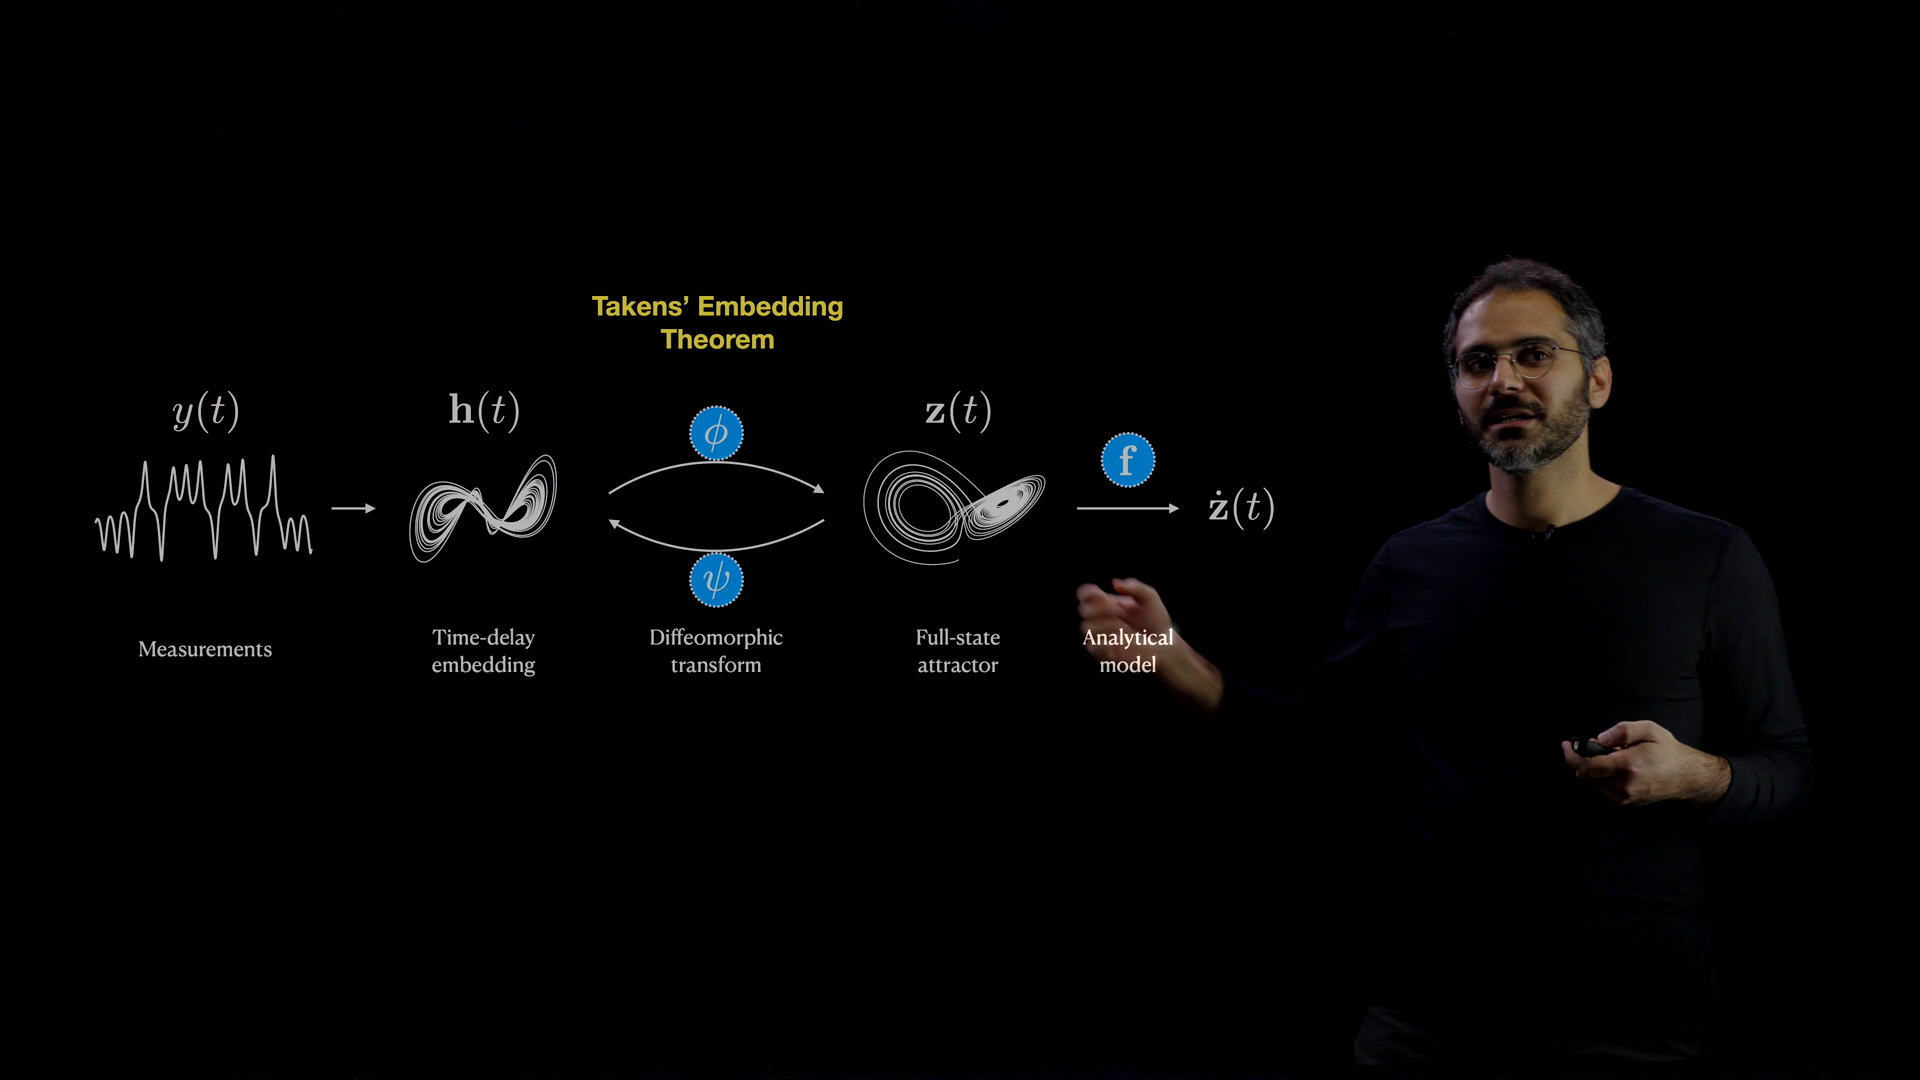 Takens’ Embedding
Theorem
y(t)
h(t)
ϕ
z(t)
f
ż(t)
ψ
Measurements
Time-delay
embedding
Diffeomorphic
transform
Full-state
attractor
Analytical
model